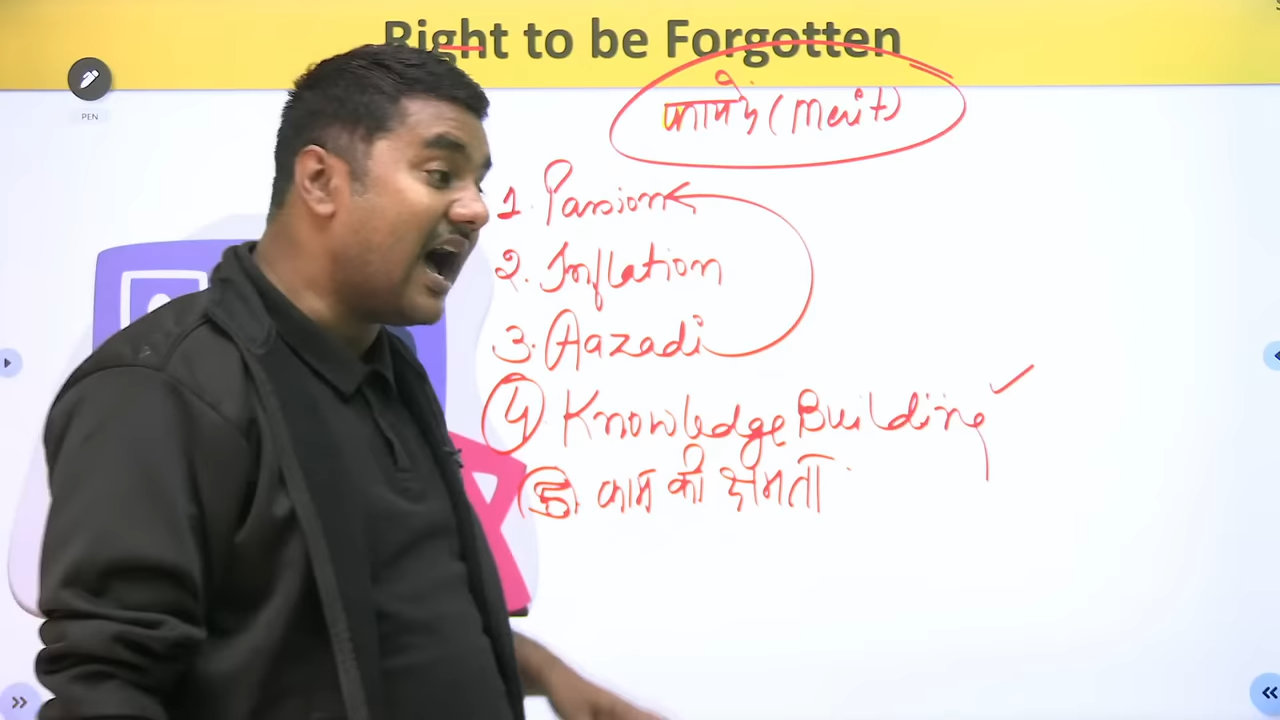 Right to be Forgotten
PEN
फायदे (Merit)
1. Passion
2. Inflation
3. Aazadi
4. Knowledge Building
5. काम की क्षमता